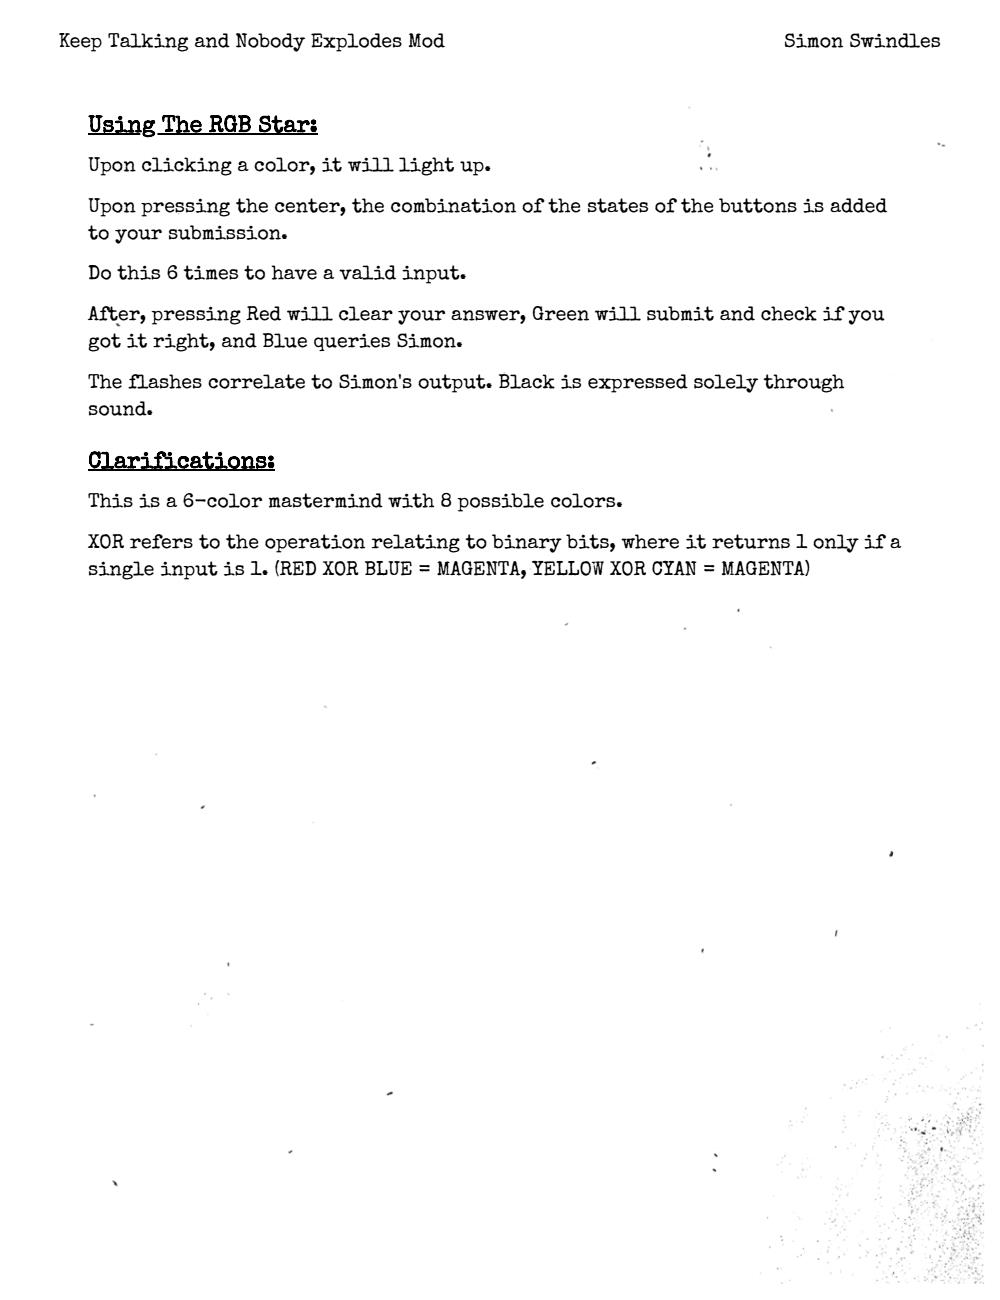 Keep Talking and Nobody Explodes Mod
Simon Swindles
Using The RGB Star:
Upon clicking a color, it will light up.
Upon pressing the center, the combination of the states of the buttons is added
to your submission.
Do this 6 times to have a valid input.
After, pressing Red will clear your answer, Green will submit and check if you
got it right, and Blue queries Simon.
The flashes correlate to Simon's output. Black is expressed solely through
sound.
Clarifications:
This is a 6-color mastermind with 8 possible colors.
XOR refers to the operation relating to binary bits, where it returns 1 only if a
single input is 1. (RED XOR BLUE = MAGENTA, YELLOW XOR CYAN = MAGENTA)